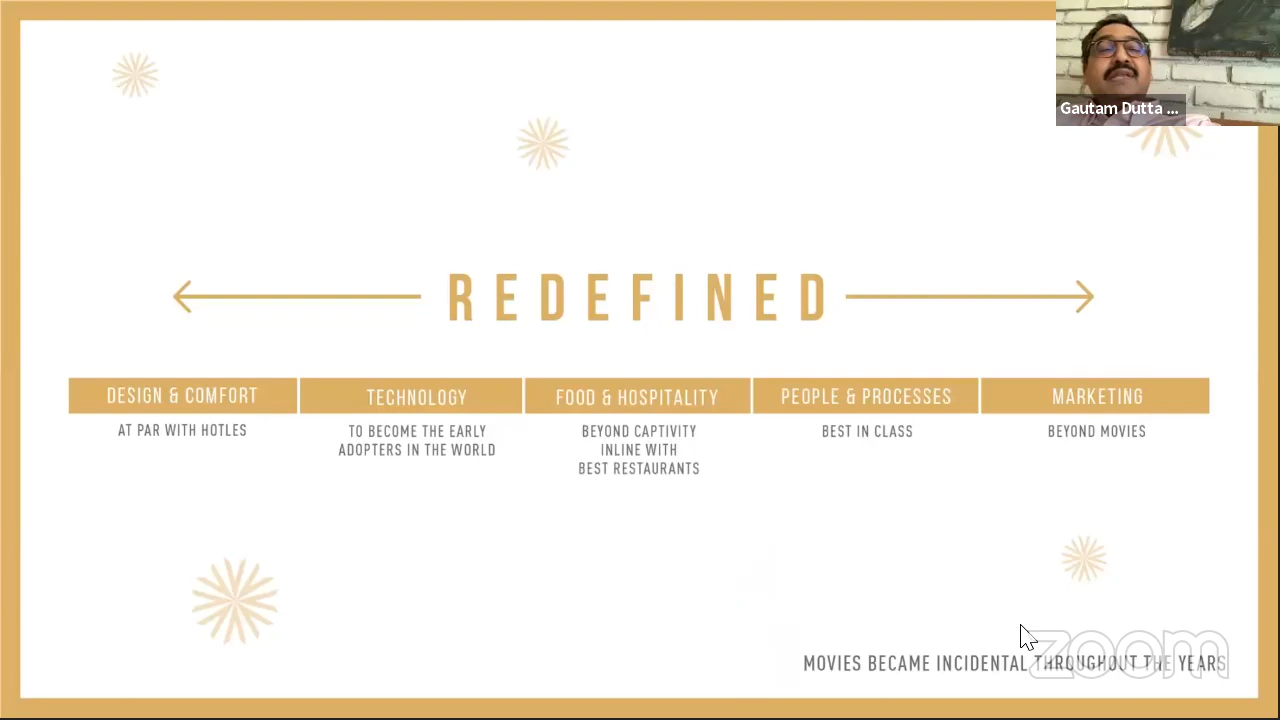 Gautam Dutta ...
REDEFINED
DESIGN & COMFORT
AT PAR WITH HOTLES
TECHNOLOGY
TO BECOME THE EARLY
ADOPTERS IN THE WORLD
FOOD & HOSPITALITY
BEYOND CAPTIVITY
INLINE WITH
BEST RESTAURANTS
PEOPLE & PROCESSES
BEST IN CLASS
MARKETING
BEYOND MOVIES
MOVIES BECAME INCIDENTAL THROUGHOUT THE YEARS
zoom